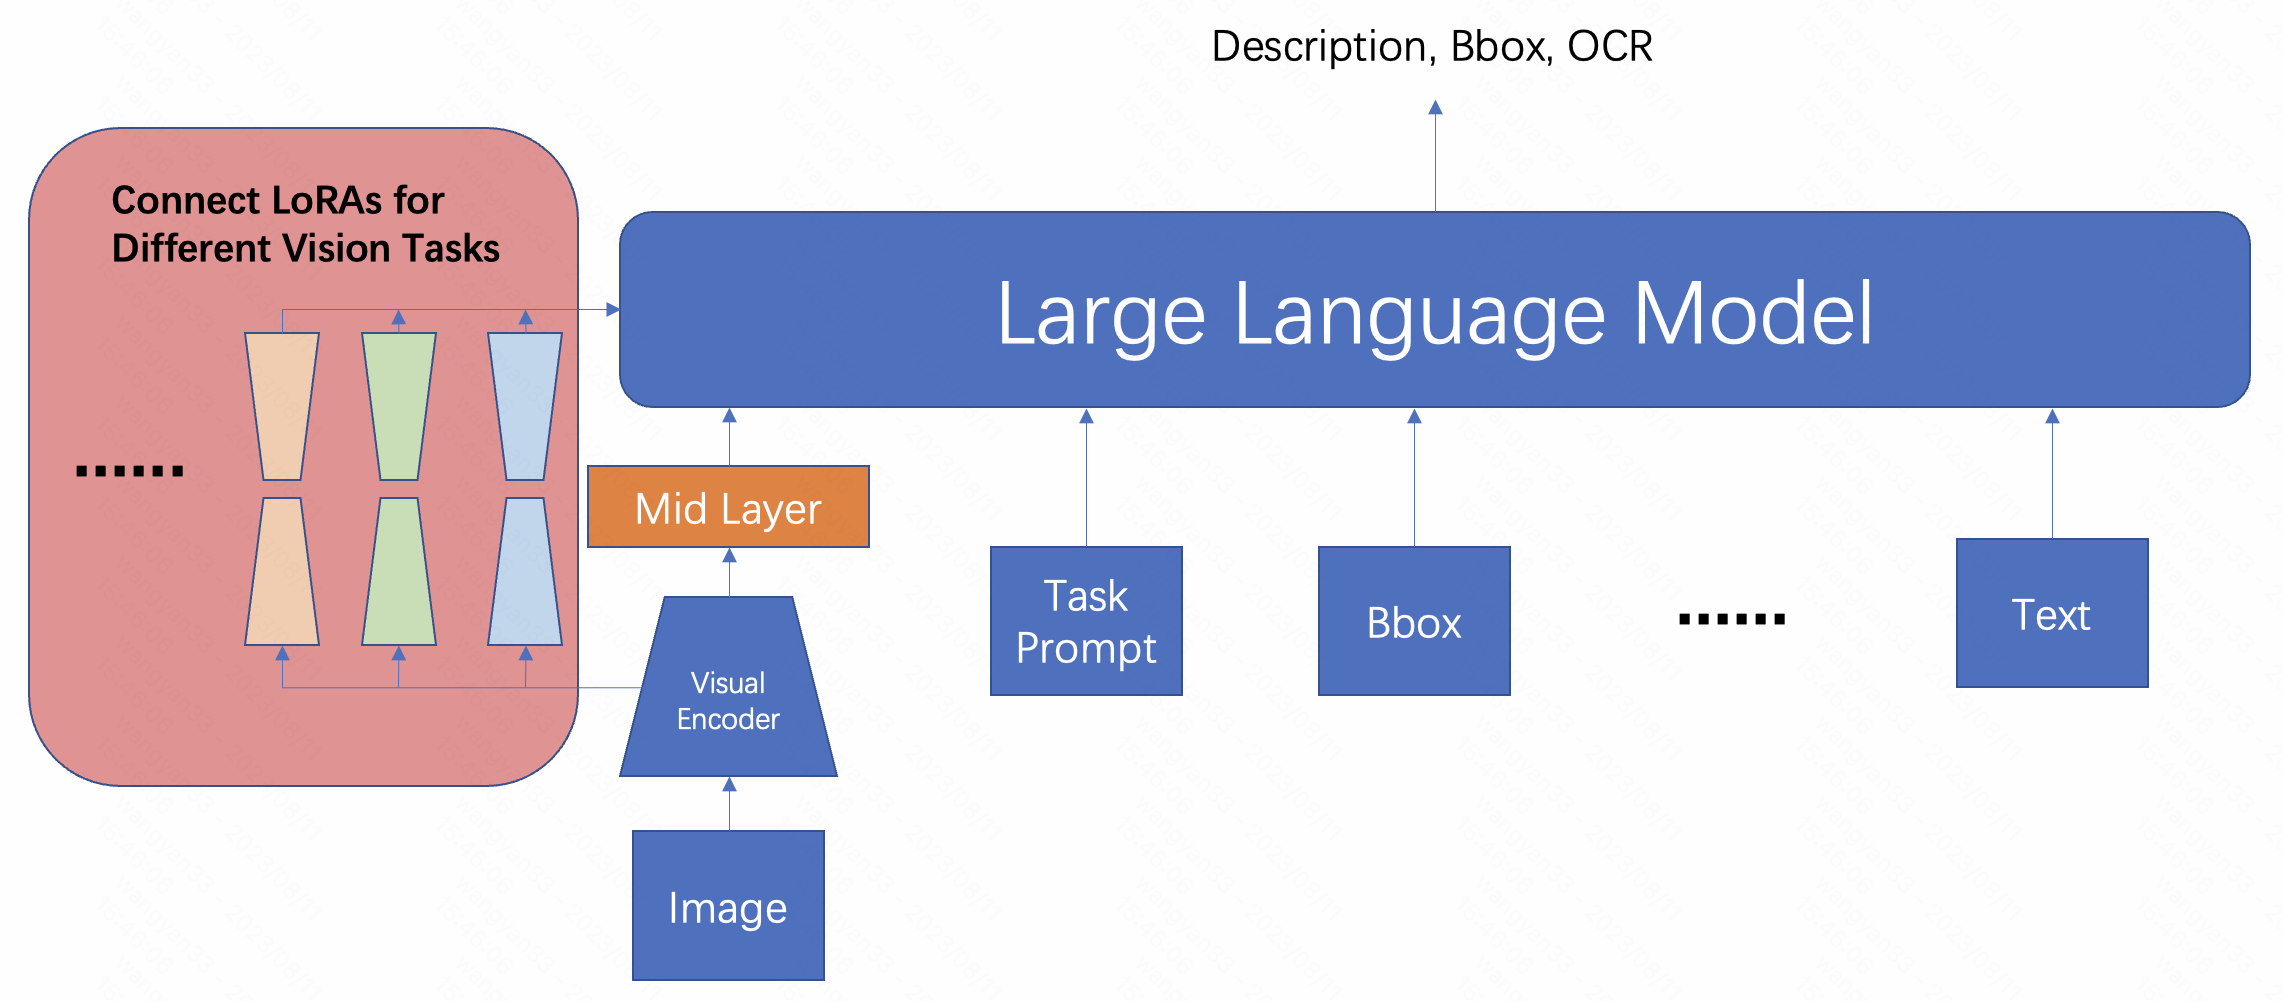 Description, Bbox, OCR
Connect LoRAs for
Different Vision Tasks
Large Language Model
......
Mid Layer
Task
Prompt
Bbox
......
Text
Visual
Encoder
Image